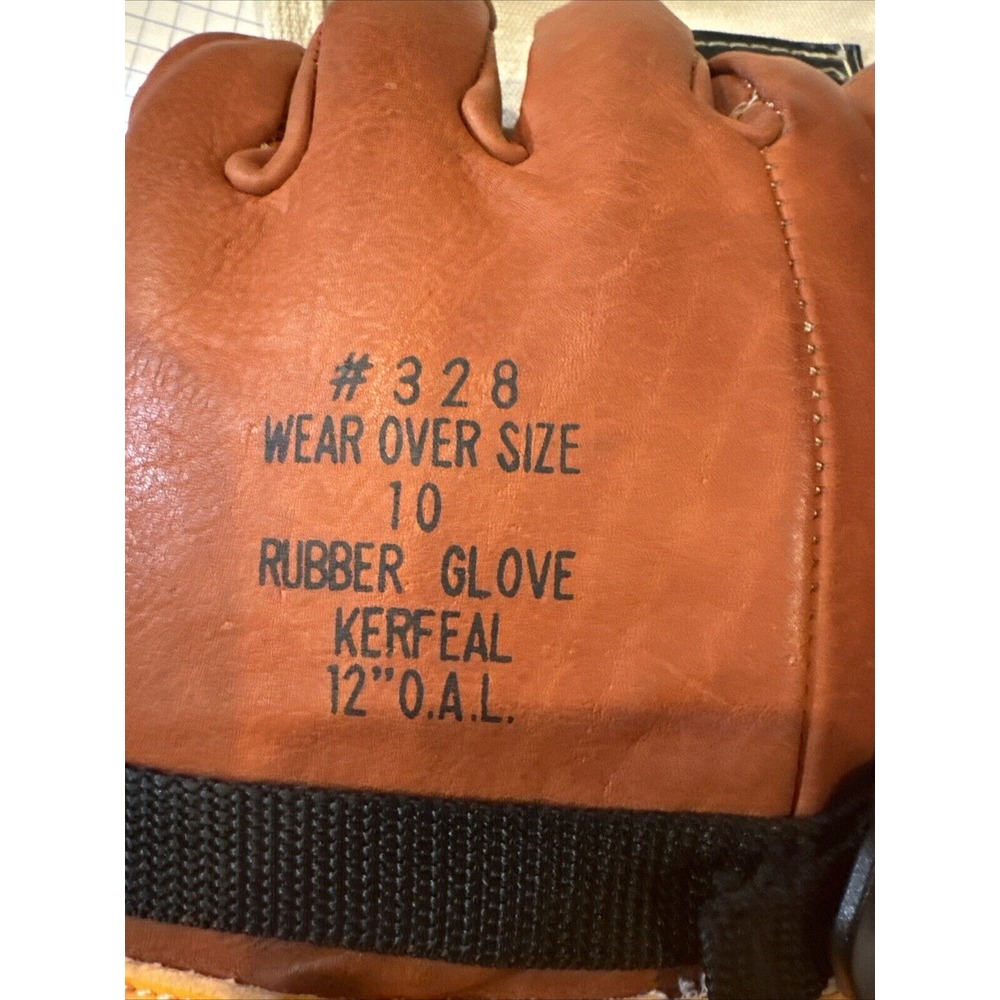 #328
WEAR OVER SIZE
10
RUBBER GLOVE
KERFEAL
12"O.A.L.